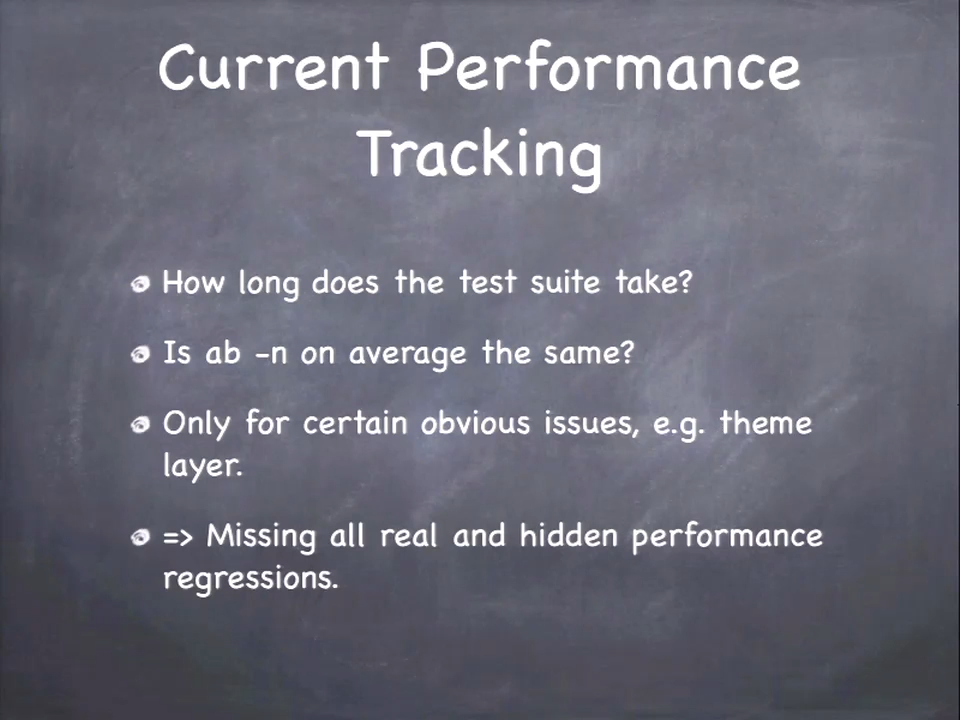 Current Performance
Tracking
How long does the test suite take?
Is ab -n on average the same?
Only for certain obvious issues, e.g. theme
layer.
=> Missing all real and hidden performance
regressions.